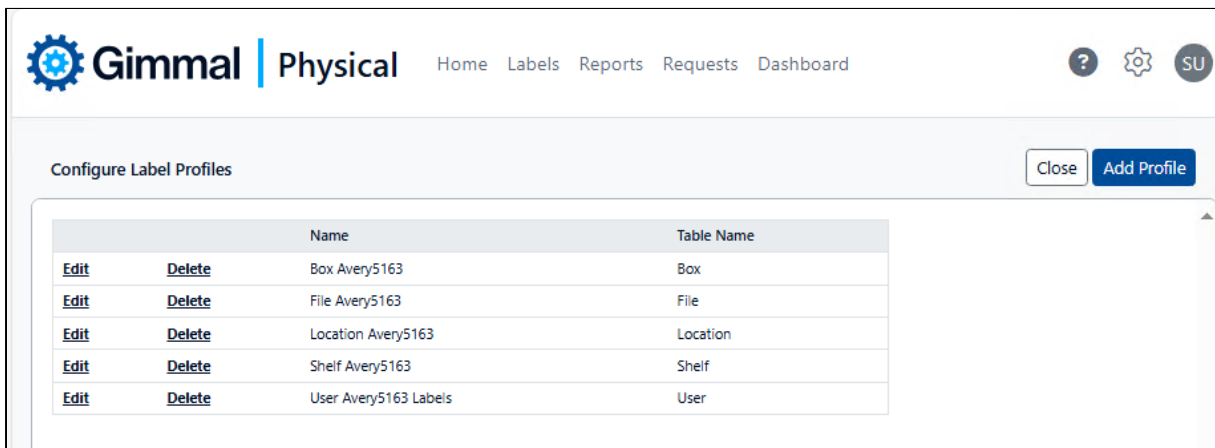 Gimmal | Physical Home Labels Reports Requests Dashboard ? SU
Configure Label Profiles Close Add Profile
Name Table Name
Edit Delete Box Avery5163 Box
Edit Delete File Avery5163 File
Edit Delete Location Avery5163 Location
Edit Delete Shelf Avery5163 Shelf
Edit Delete User Avery5163 Labels User